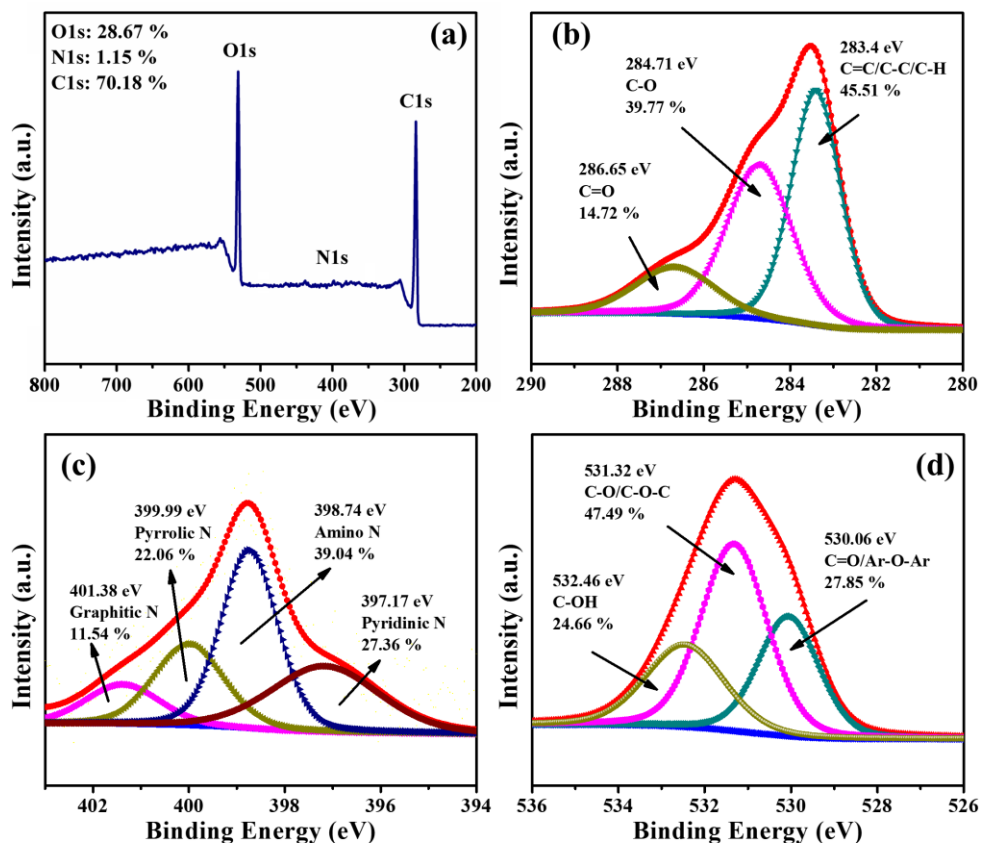 O1s: 28.67 %
N1s: 1.15 %
C1s: 70.18 %
O1s
(a)
C1s
N1s
Intensity (a.u.)
800 700 600 500 400 300 200
Binding Energy (eV)
(b)
284.71 eV
C-O
39.77 %
283.4 eV
C=C/C-C/C-H
45.51 %
286.65 eV
C=O
14.72 %
Intensity (a.u.)
290 288 286 284 282 280
Binding Energy (eV)
(c)
399.99 eV
Pyrrolic N
22.06 %
398.74 eV
Amino N
39.04 %
401.38 eV
Graphitic N
11.54 %
397.17 eV
Pyridinic N
27.36 %
Intensity (a.u.)
402 400 398 396 394
Binding Energy (eV)
(d)
531.32 eV
C-O/C-O-C
47.49 %
530.06 eV
C=O/Ar-O-Ar
27.85 %
532.46 eV
C-OH
24.66 %
Intensity (a.u.)
536 534 532 530 528 526
Binding Energy (eV)